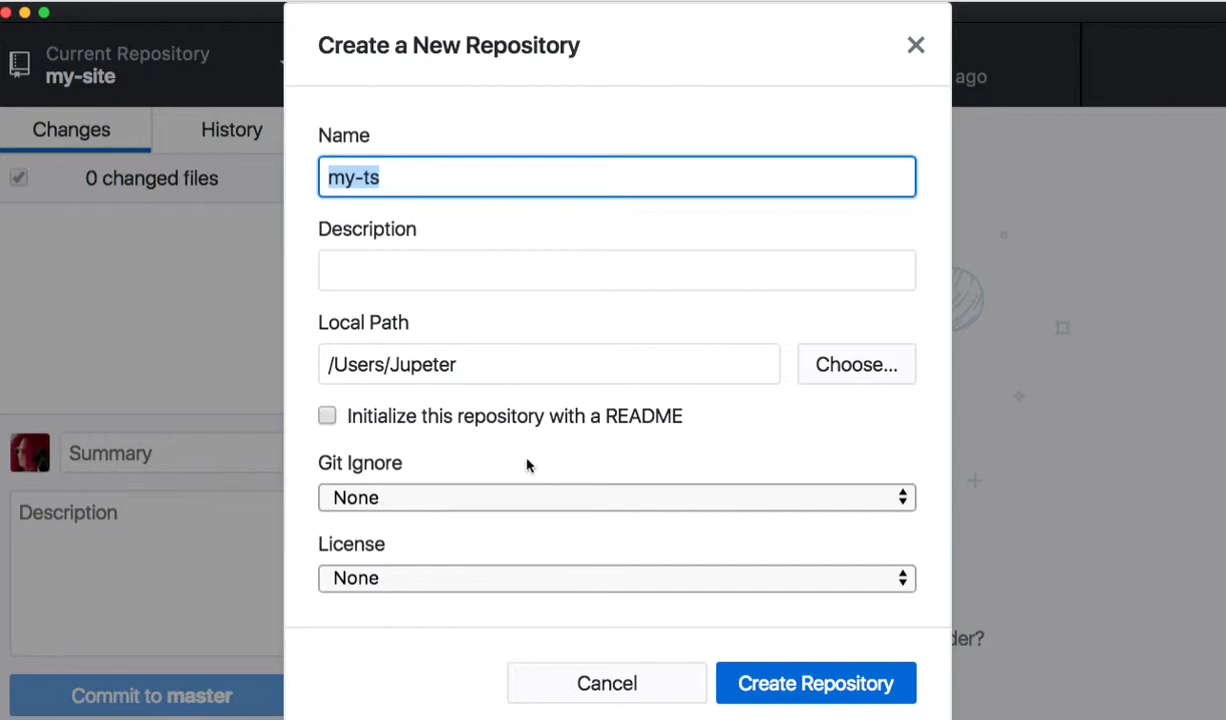 Current Repository
my-site
Changes
History
0 changed files
Summary
Description
Commit to master
Create a New Repository
Name
my-ts
Description
Local Path
/Users/Jupeter
Choose...
Initialize this repository with a README
Git Ignore
None
License
None
Cancel
Create Repository
ago
der?